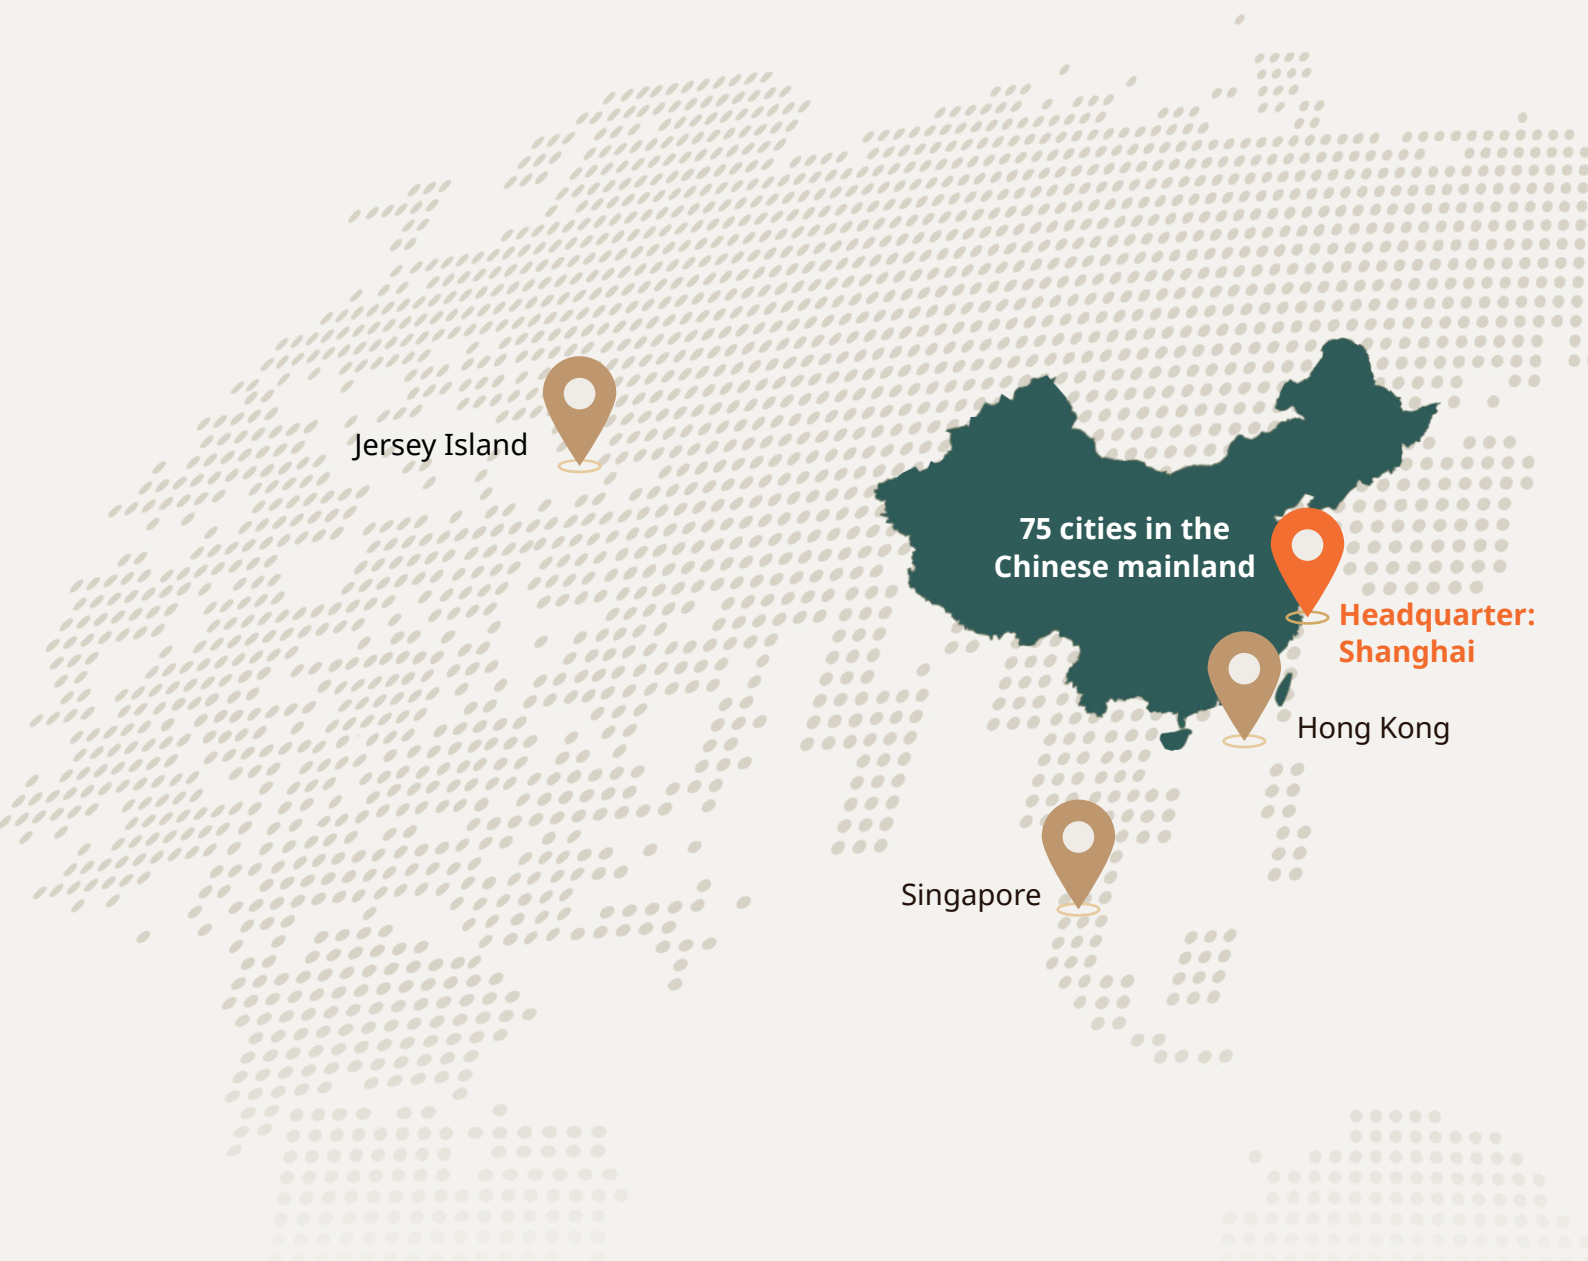 Jersey Island
75 cities in the
Chinese mainland
Headquarter:
Shanghai
Hong Kong
Singapore